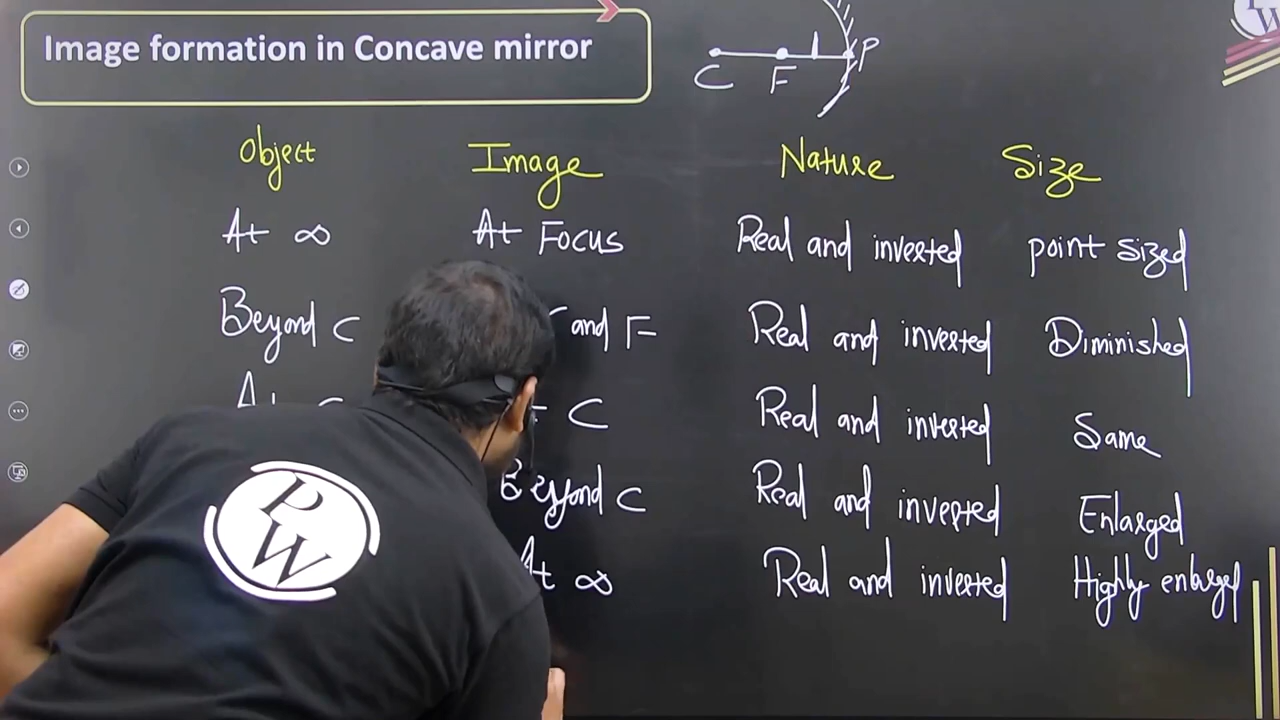 Image formation in Concave mirror
C F P
W
Object Image Nature Size
At ∞ At Focus Real and inverted point sized
Beyond C and F Real and inverted Diminished
C Real and inverted Same
Beyond C Real and inverted Enlarged
At ∞ Real and inverted Highly enlarged
P
W